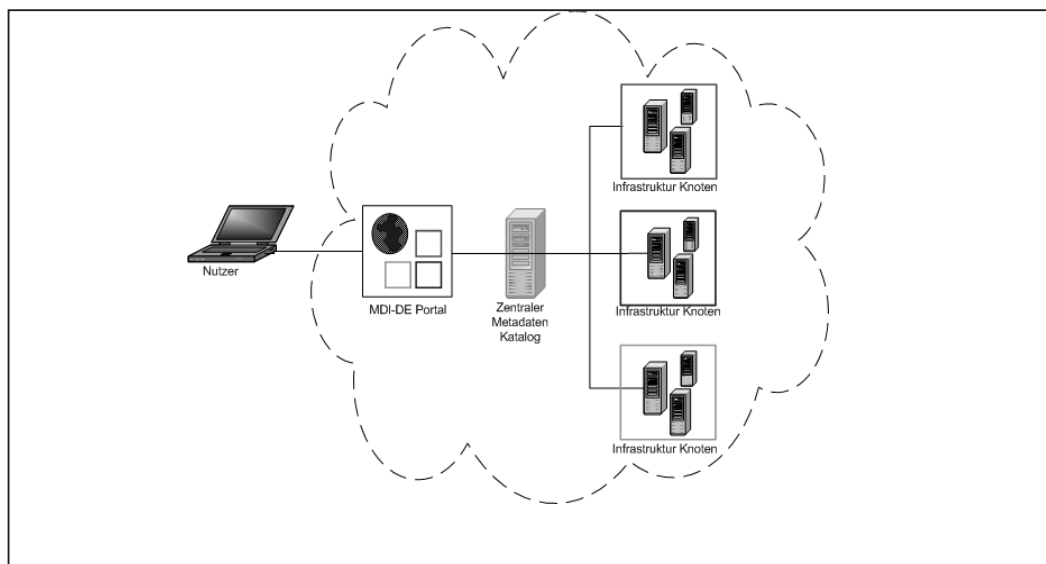 Nutzer
MDI-DE Portal
Zentraler
Metadaten
Katalog
Infrastruktur Knoten
Infrastruktur Knoten
Infrastruktur Knoten